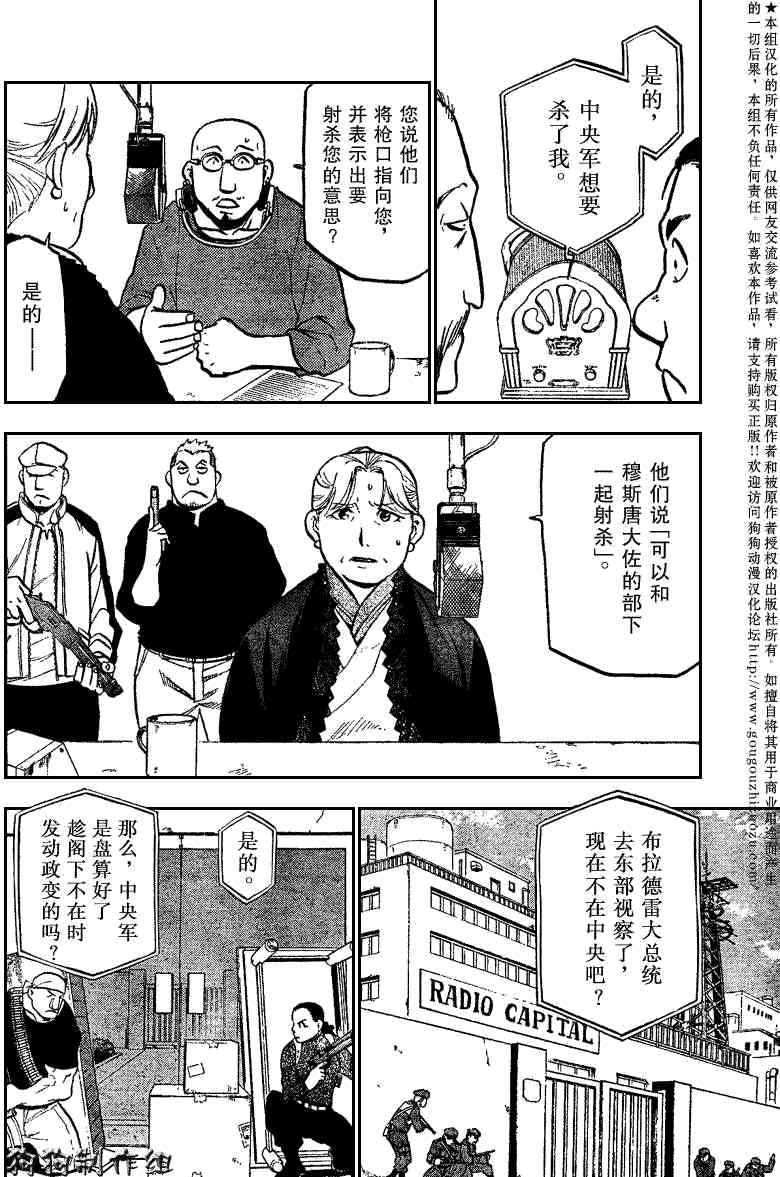 是的，
中央军想要
杀了我。
您说他们
将枪口指向您，
并表示出要
射杀您的意
思？
是的——
他们说「可以和
穆斯唐大佐的部下
一起射杀」。
布拉德雷大总统
去东部视察了，
现在不在中央吧？
RADIO CAPITAL
是的。
那么，中央军
是盘算好了
趁阁下不在时
发动政变的吗？
★本组汉化的所有作品，仅供网友交流参考试看，所有版权归原作者和被原作者授权的出版社所有。如擅自将其用于商业用途而产生
的一切后果，本组不负任何责任。如喜欢本作品，请支持购买正版!!欢迎访问狗狗动漫汉化论坛
狗狗制作组